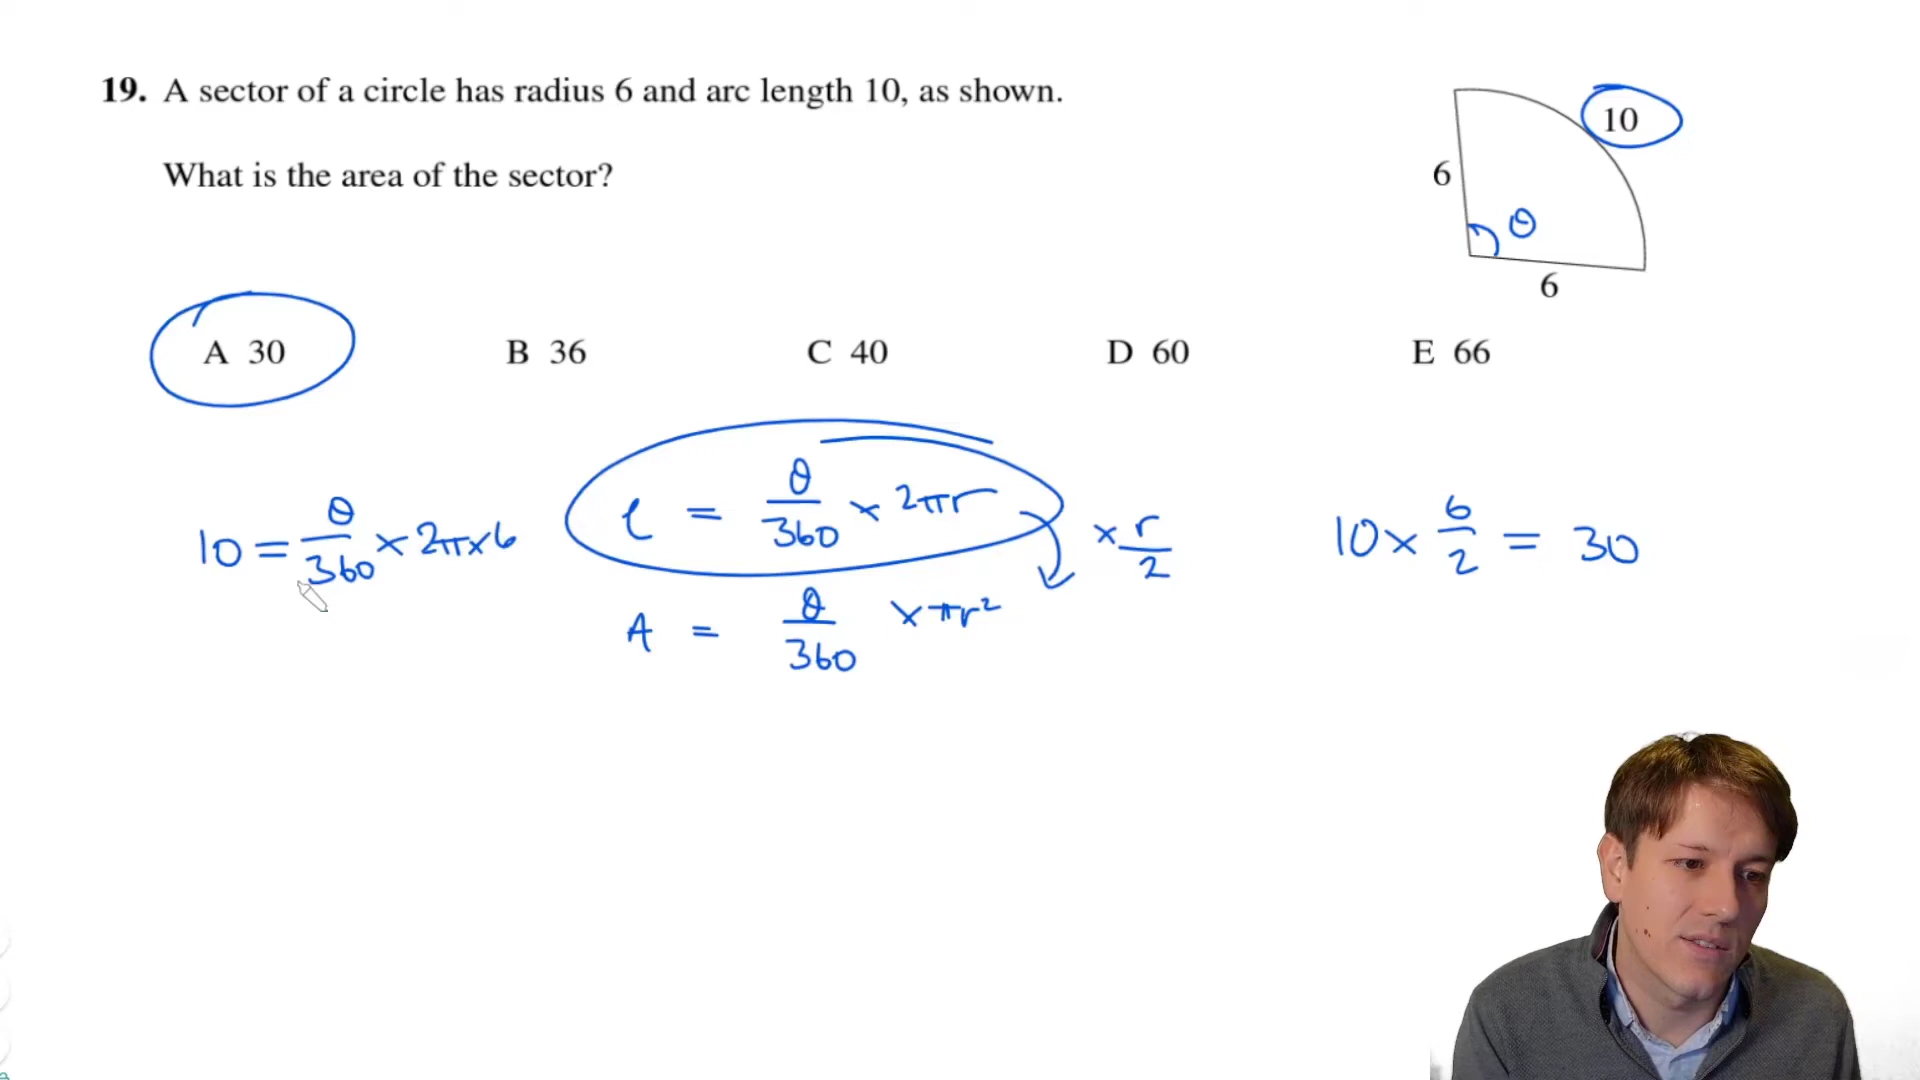 19. A sector of a circle has radius 6 and arc length 10, as shown.
What is the area of the sector?
10
6
θ
6
A 30 B 36 C 40 D 60 E 66
10 = θ/360 × 2π×6
l = θ/360 × 2πr
× r/2
A = θ/360 × πr²
10 × 6/2 = 30